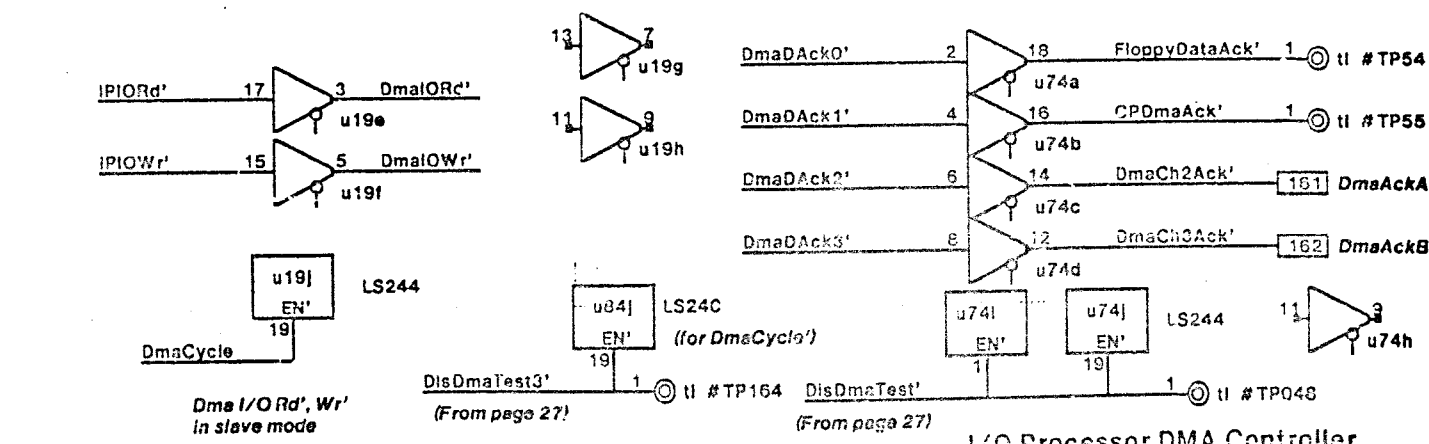 13 7
u19g
DmaDAck0' 2 18 FloppyDataAck' 1 tl #TP54
u74a
IPIORd' 17 3 DmaIORd'
u19e
11 9
u19h
DmaDAck1' 4 16 CPDmaAck' 1 tl #TP55
u74b
IPIOWr' 15 5 DmaIOWr'
u19f
DmaDAck2' 6 14 DmaCh2Ack' 161 DmaAckA
u74c
DmaDAck3' 8 12 DmaCh3Ack' 162 DmaAckB
u74d
u19j LS244
EN'
19
DmaCycle
u84j LS240
EN' (for DmaCycle')
19
u74i u74j LS244
EN' EN'
1 19
11 9
u74h
DisDmaTest3' 1 tl #TP164
(From page 27)
DisDmaTest' 1 tl #TP048
(From page 27)
Dma I/O Rd', Wr'
in slave mode
I/O Processor DMA Controller